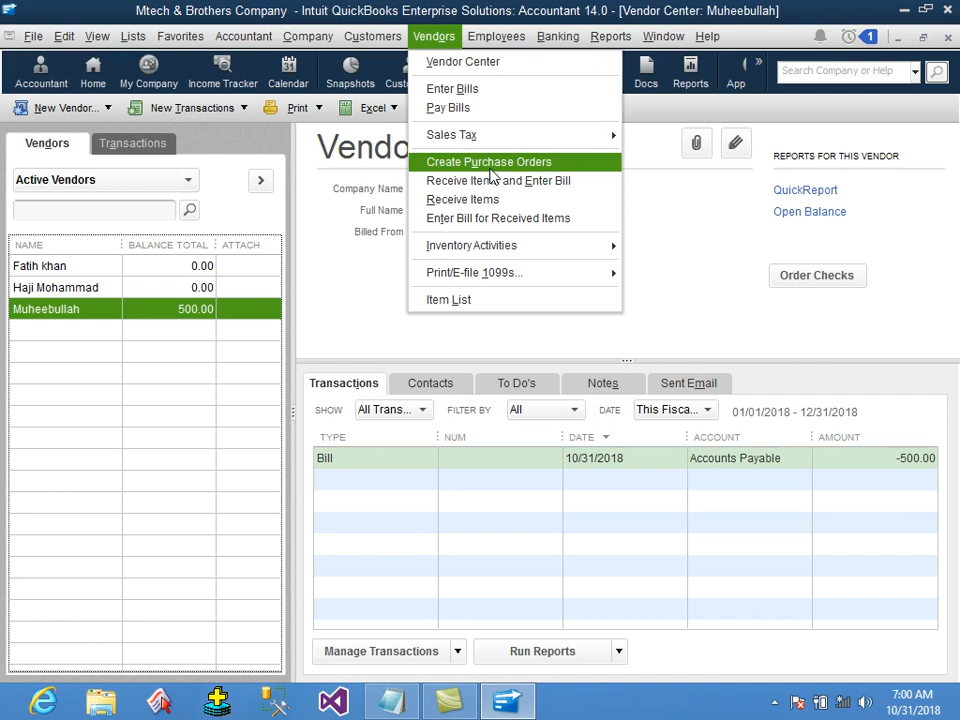 Mtech & Brothers Company - Intuit QuickBooks Enterprise Solutions: Accountant 14.0 - [Vendor Center: Muheebullah]
File Edit View Lists Favorites Accountant Company Customers Vendors Employees Banking Reports Window Help 1
Accountant Home My Company Income Tracker Calendar Snapshots Docs Reports App »
Search Company or Help
New Vendor... New Transactions Print Excel
Vendor Center
Enter Bills
Pay Bills
Sales Tax
Create Purchase Orders
Receive Items and Enter Bill
Receive Items
Enter Bill for Received Items
Inventory Activities
Print/E-file 1099s...
Item List
Vendors Transactions
Active Vendors
NAME BALANCE TOTAL ATTACH
Fatih khan 0.00
Haji Mohammad 0.00
Muheebullah 500.00
Company Name
Full Name
Billed From
REPORTS FOR THIS VENDOR
QuickReport
Open Balance
Order Checks
Transactions Contacts To Do's Notes Sent Email
SHOW All Trans... FILTER BY All DATE This Fisca... 01/01/2018 - 12/31/2018
TYPE NUM DATE ACCOUNT AMOUNT
Bill 10/31/2018 Accounts Payable -500.00
Manage Transactions Run Reports
7:00 AM
10/31/2018